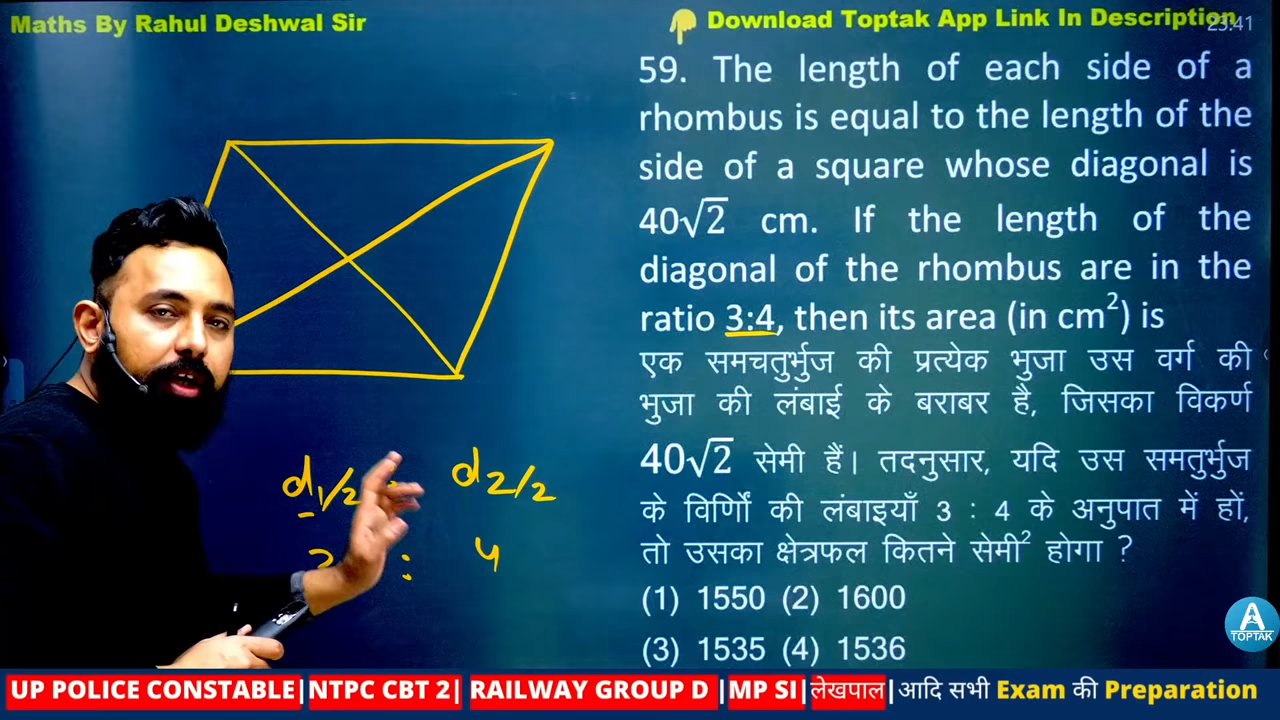 Maths By Rahul Deshwal Sir
Download Toptak App Link In Description
23:41
59. The length of each side of a
rhombus is equal to the length of the
side of a square whose diagonal is
40√2 cm. If the length of the
diagonal of the rhombus are in the
ratio 3:4, then its area (in cm²) is
एक समचतुर्भुज की प्रत्येक भुजा उस वर्ग की
भुजा की लंबाई के बराबर है, जिसका विकर्ण
40√2 सेमी हैं। तदनुसार, यदि उस समतुर्भुज
के विर्णिों की लंबाइयाँ 3 : 4 के अनुपात में हों,
तो उसका क्षेत्रफल कितने सेमी² होगा ?
(1) 1550 (2) 1600
(3) 1535 (4) 1536
d₁/2 : d2/2
: 4
TOPTAK
UP POLICE CONSTABLE| NTPC CBT 2| RAILWAY GROUP D |MP SI|लेखपाल|आदि सभी Exam की Preparation